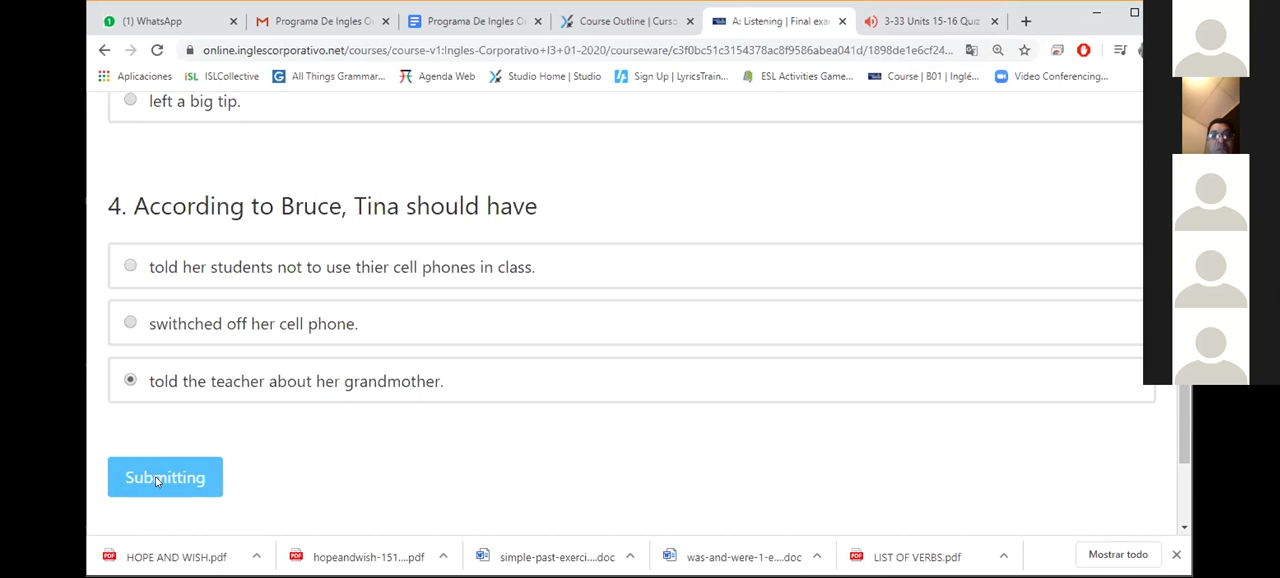 (1) WhatsApp
Programa De Ingles O
Programa De Ingles O
Course Outline | Curso
A: Listening | Final exam
3-33 Units 15-16 Quiz
online.inglescorporativo.net/courses/course-v1:Ingles-Corporativo+I3+01-2020/courseware/c3f0bc51c3154378ac8f9586abea041d/1898de1e6cf24...
Aplicaciones
iSL ISLCollective
All Things Grammar...
Agenda Web
Studio Home | Studio
Sign Up | LyricsTrain...
ESL Activities Game...
Course | B01 | Inglé...
Video Conferencing...
left a big tip.
4. According to Bruce, Tina should have
told her students not to use thier cell phones in class.
swithched off her cell phone.
told the teacher about her grandmother.
Submitting
HOPE AND WISH.pdf
hopeandwish-151....pdf
simple-past-exerci....doc
was-and-were-1-e....doc
LIST OF VERBS.pdf
Mostrar todo